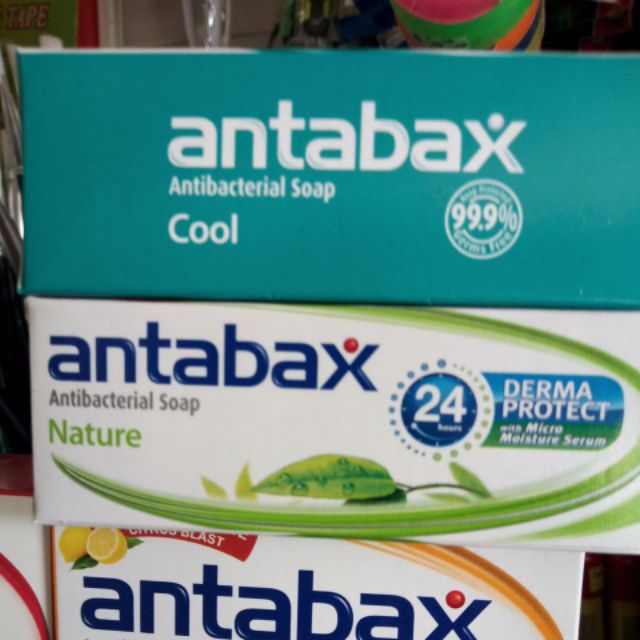 TAPE
antabax
Antibacterial Soap
Cool
99.9%
Germs Free
antabax
Antibacterial Soap
Nature
24
hours
DERMA
PROTECT
with Micro
Moisture Serum
CITRUS BLAST
antabax